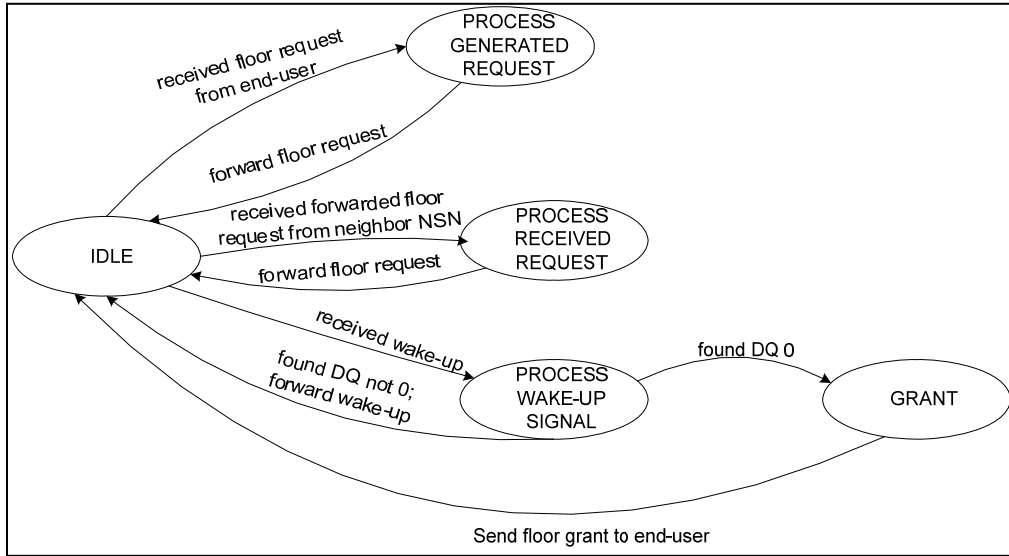 PROCESS
GENERATED
REQUEST
received floor request
from end-user
forward floor request
received forwarded floor
request from neighbor NSN
PROCESS
RECEIVED
REQUEST
IDLE
forward floor request
received wake-up
found DQ 0
found DQ not 0;
forward wake-up
PROCESS
WAKE-UP
SIGNAL
GRANT
Send floor grant to end-user